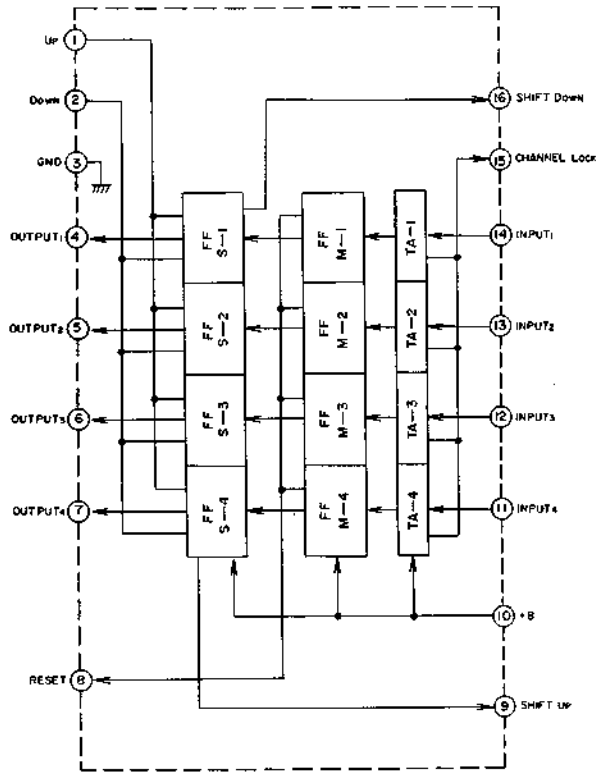 UP 1
DOWN 2
GND 3
OUTPUT1 4
OUTPUT2 5
OUTPUT3 6
OUTPUT4 7
RESET 8
FF S-1
FF S-2
FF S-3
FF S-4
FF M-1
FF M-2
FF M-3
FF M-4
TA-1
TA-2
TA-3
TA-4
16 SHIFT DOWN
15 CHANNEL LOCK
14 INPUT1
13 INPUT2
12 INPUT3
11 INPUT4
10 +B
9 SHIFT UP